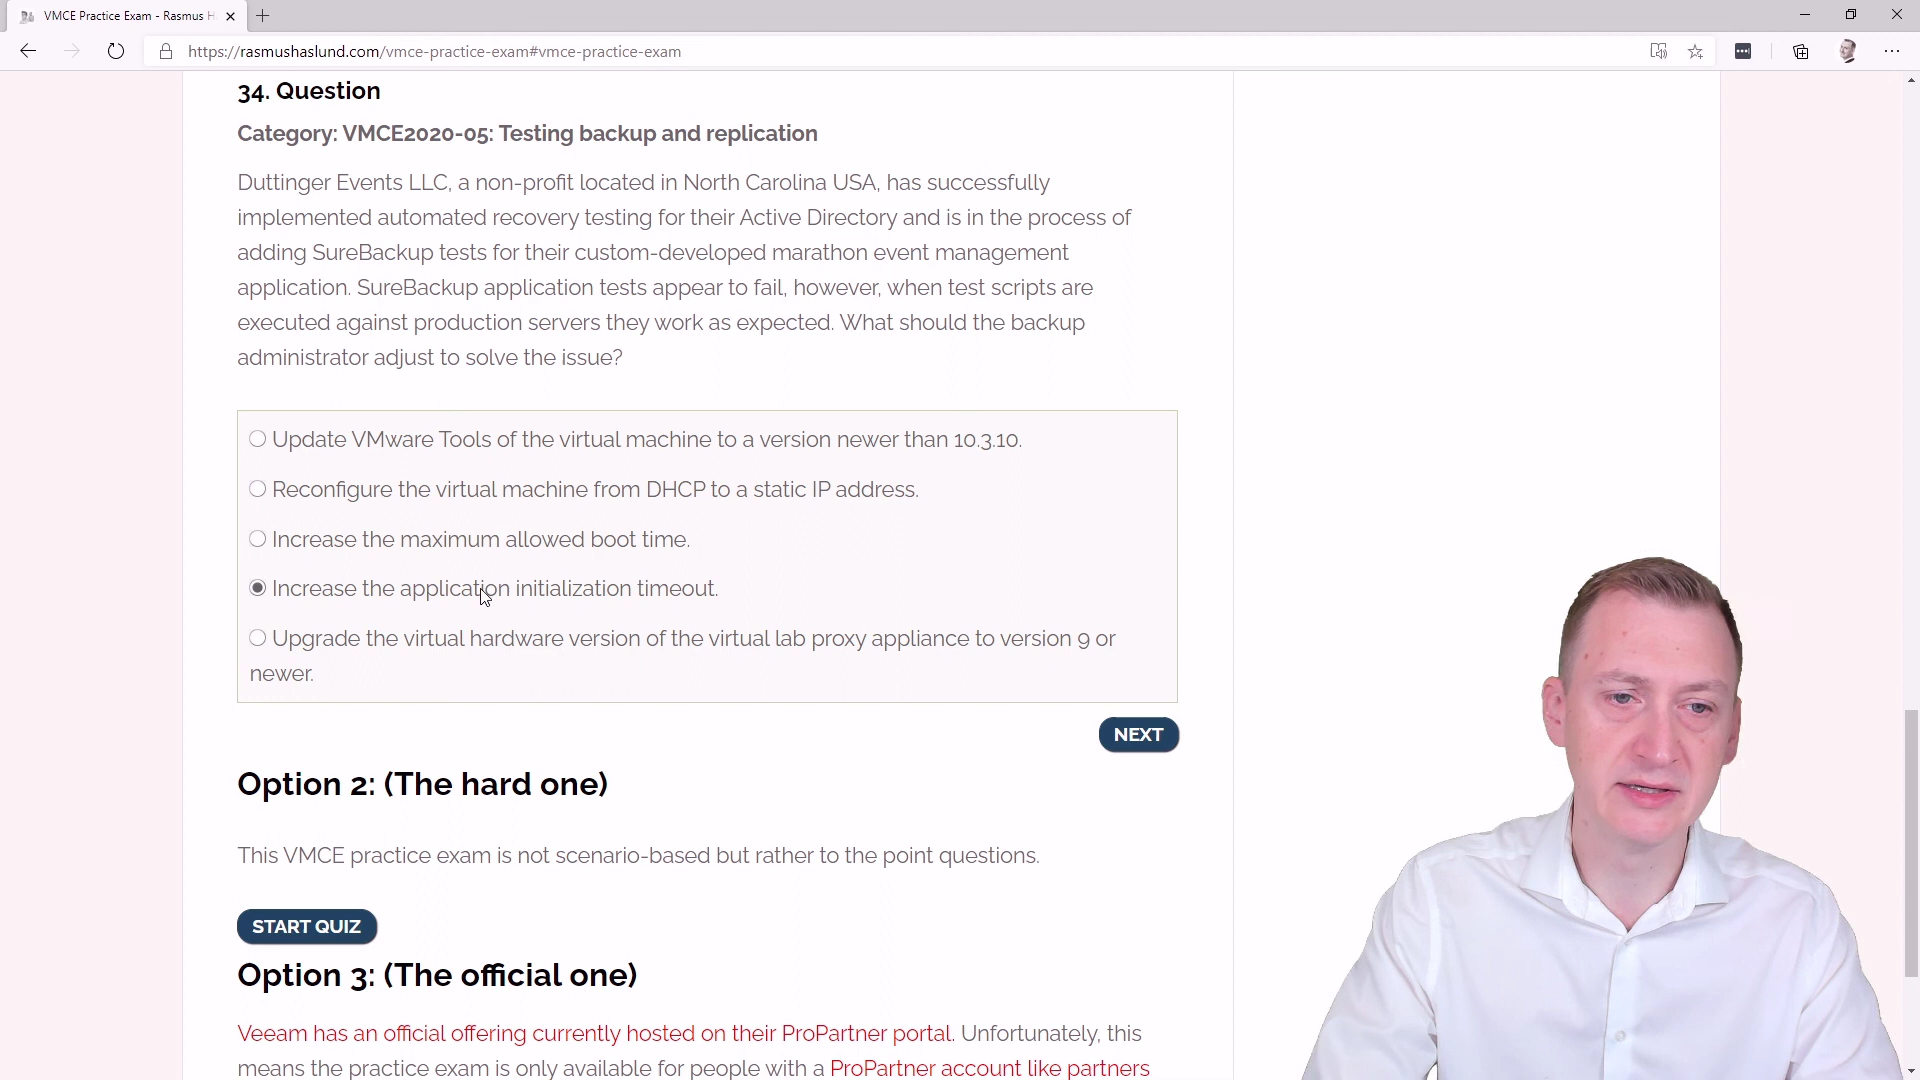 VMCE Practice Exam - Rasmus H
https://rasmushaslund.com/vmce-practice-exam#vmce-practice-exam
34. Question
Category: VMCE2020-05: Testing backup and replication
Duttinger Events LLC, a non-profit located in North Carolina USA, has successfully
implemented automated recovery testing for their Active Directory and is in the process of
adding SureBackup tests for their custom-developed marathon event management
application. SureBackup application tests appear to fail, however, when test scripts are
executed against production servers they work as expected. What should the backup
administrator adjust to solve the issue?
Update VMware Tools of the virtual machine to a version newer than 10.3.10.
Reconfigure the virtual machine from DHCP to a static IP address.
Increase the maximum allowed boot time.
Increase the application initialization timeout.
Upgrade the virtual hardware version of the virtual lab proxy appliance to version 9 or
newer.
NEXT
Option 2: (The hard one)
This VMCE practice exam is not scenario-based but rather to the point questions.
START QUIZ
Option 3: (The official one)
Veeam has an official offering currently hosted on their ProPartner portal. Unfortunately, this
means the practice exam is only available for people with a ProPartner account like partners